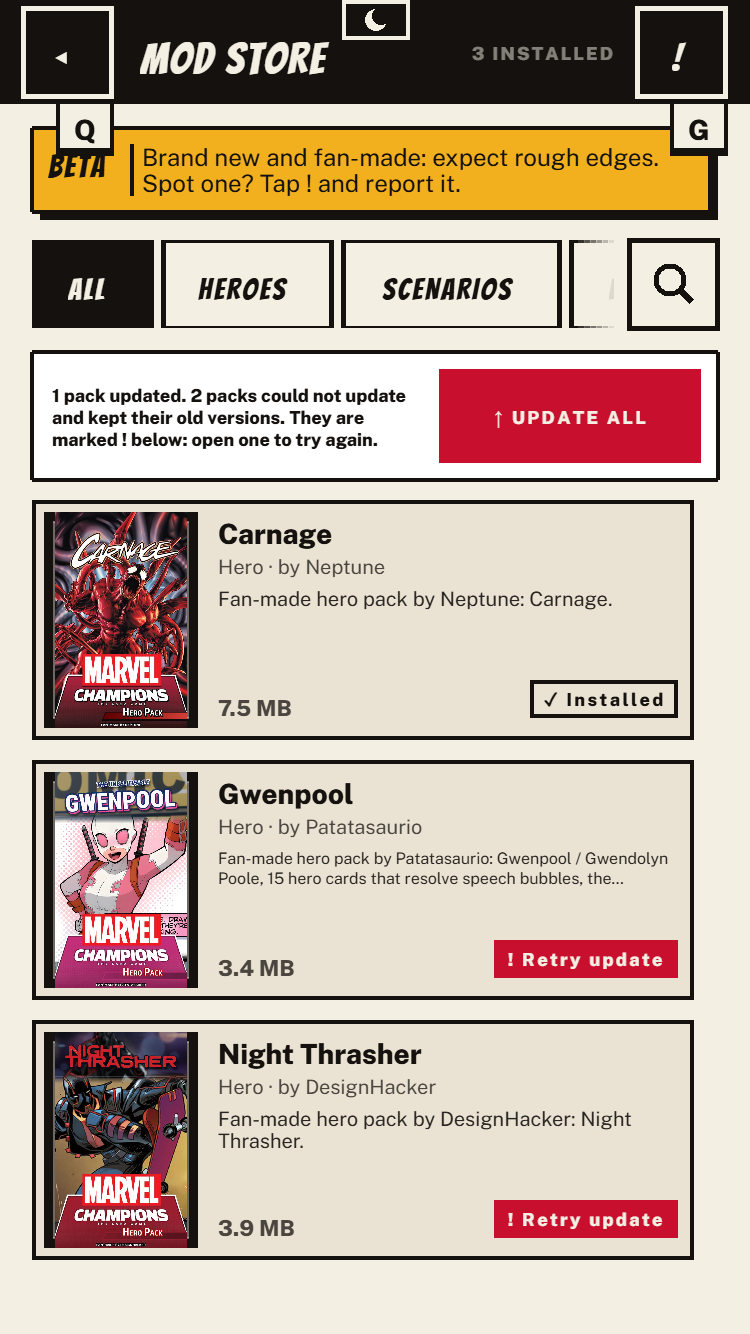 ◂
MOD STORE
3 INSTALLED
!
Q
G
BETA
Brand new and fan-made: expect rough edges.
Spot one? Tap ! and report it.
ALL
HEROES
SCENARIOS
1 pack updated. 2 packs could not update
and kept their old versions. They are
marked ! below: open one to try again.
↑ UPDATE ALL
CARNAGE
MARVEL
CHAMPIONS
HERO PACK
Carnage
Hero · by Neptune
Fan-made hero pack by Neptune: Carnage.
7.5 MB
✓ Installed
GWENPOOL
MARVEL
CHAMPIONS
HERO PACK
Gwenpool
Hero · by Patatasaurio
Fan-made hero pack by Patatasaurio: Gwenpool / Gwendolyn
Poole, 15 hero cards that resolve speech bubbles, the...
3.4 MB
! Retry update
NIGHT
THRASHER
MARVEL
CHAMPIONS
HERO PACK
Night Thrasher
Hero · by DesignHacker
Fan-made hero pack by DesignHacker: Night
Thrasher.
3.9 MB
! Retry update